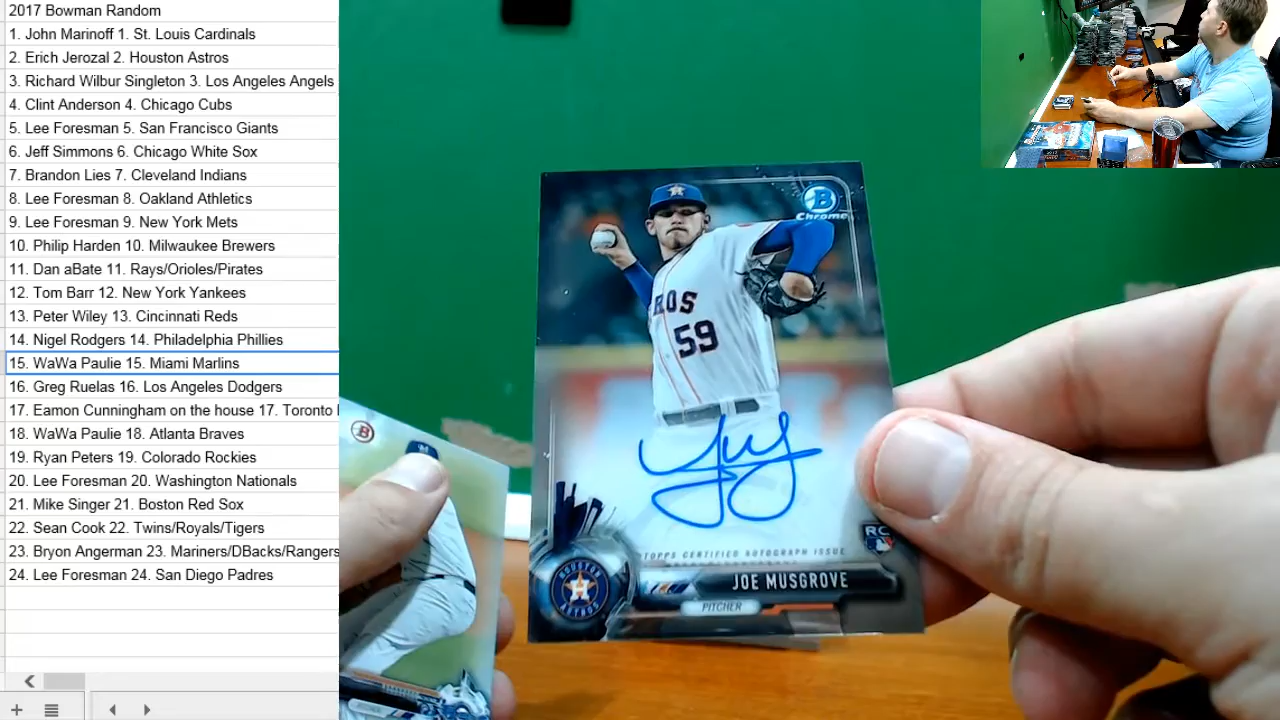 2017 Bowman Random
1. John Marinoff 1. St. Louis Cardinals
2. Erich Jerozal 2. Houston Astros
3. Richard Wilbur Singleton 3. Los Angeles Angels
4. Clint Anderson 4. Chicago Cubs
5. Lee Foresman 5. San Francisco Giants
6. Jeff Simmons 6. Chicago White Sox
7. Brandon Lies 7. Cleveland Indians
8. Lee Foresman 8. Oakland Athletics
9. Lee Foresman 9. New York Mets
10. Philip Harden 10. Milwaukee Brewers
11. Dan aBate 11. Rays/Orioles/Pirates
12. Tom Barr 12. New York Yankees
13. Peter Wiley 13. Cincinnati Reds
14. Nigel Rodgers 14. Philadelphia Phillies
15. WaWa Paulie 15. Miami Marlins
16. Greg Ruelas 16. Los Angeles Dodgers
17. Eamon Cunningham on the house 17. Toronto
18. WaWa Paulie 18. Atlanta Braves
19. Ryan Peters 19. Colorado Rockies
20. Lee Foresman 20. Washington Nationals
21. Mike Singer 21. Boston Red Sox
22. Sean Cook 22. Twins/Royals/Tigers
23. Bryon Angerman 23. Mariners/DBacks/Rangers
24. Lee Foresman 24. San Diego Padres
B
Chrome
ROS
59
TOPPS CERTIFIED AUTOGRAPH ISSUE
RC
HOUSTON ASTROS
JOE MUSGROVE
PITCHER
B